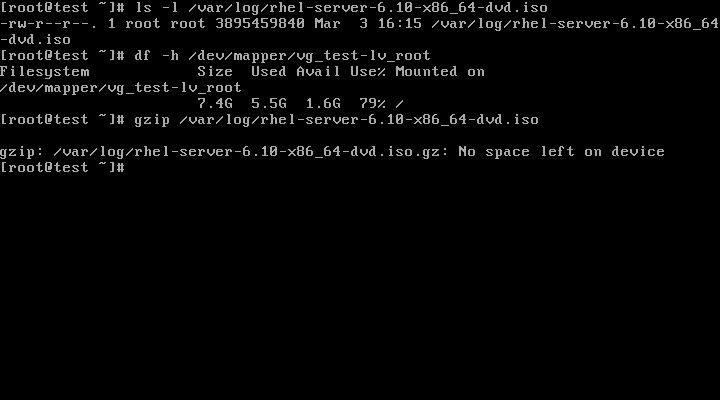 [root@test ~]# ls -l /var/log/rhel-server-6.10-x86_64-dvd.iso
-rw-r--r--. 1 root root 3895459840 Mar  3 16:15 /var/log/rhel-server-6.10-x86_64
-dvd.iso
[root@test ~]# df -h /dev/mapper/vg_test-lv_root
Filesystem            Size  Used Avail Use% Mounted on
/dev/mapper/vg_test-lv_root
                      7.4G  5.5G  1.6G  79% /
[root@test ~]# gzip /var/log/rhel-server-6.10-x86_64-dvd.iso

gzip: /var/log/rhel-server-6.10-x86_64-dvd.iso.gz: No space left on device
[root@test ~]#